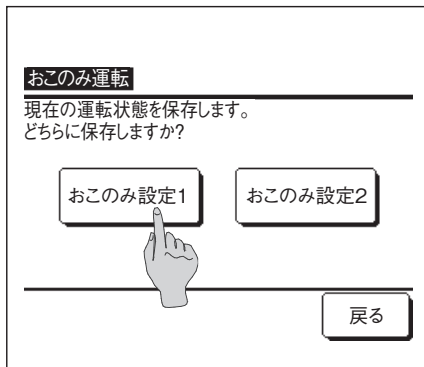 おこのみ運転
現在の運転状態を保存します。
どちらに保存しますか?
おこのみ設定1
おこのみ設定2
戻る